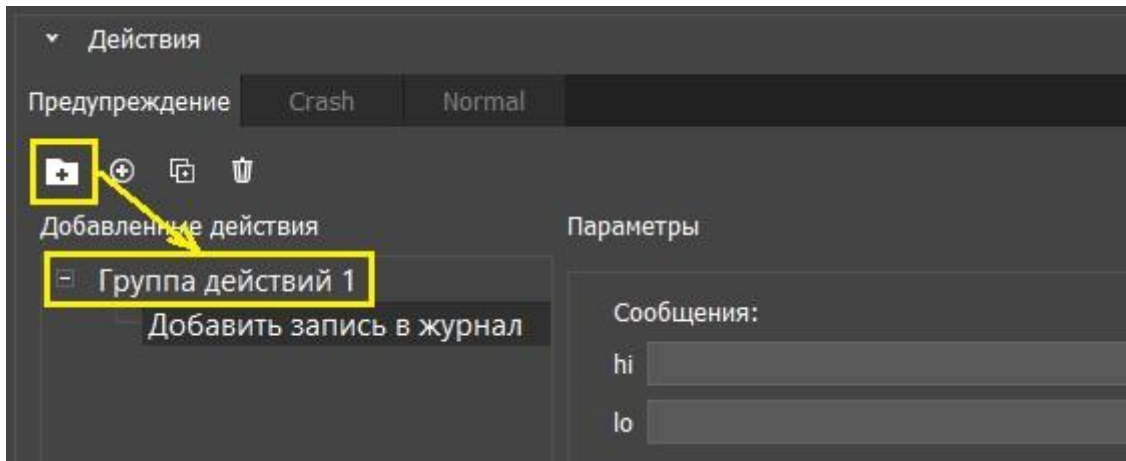 Действия
Предупреждение Crash Normal
Добавленные действия Параметры
Группа действий 1
Сообщения:
Добавить запись в журнал
hi
lo